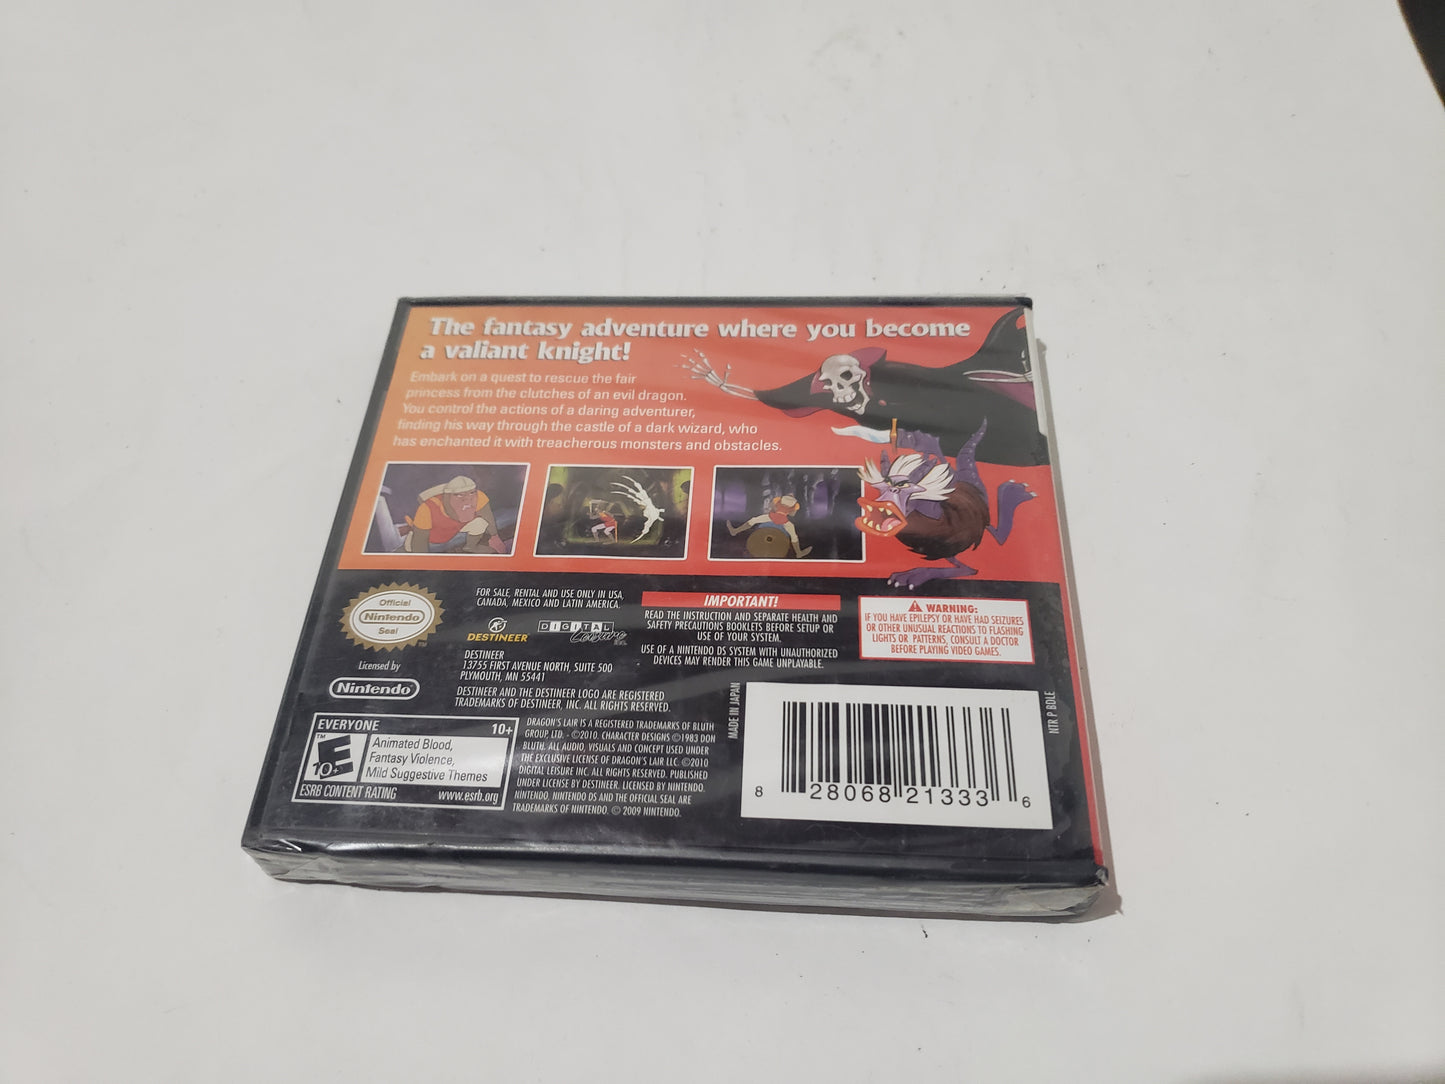 The fantasy adventure where you become
a valiant knight!
Embark on a quest to rescue the fair
princess from the clutches of an evil dragon.
You control the actions of a daring adventurer,
finding his way through the castle of a dark wizard, who
has enchanted it with treacherous monsters and obstacles.
Official
Nintendo
Seal
TM
Licensed by
Nintendo
FOR SALE, RENTAL AND USE ONLY IN USA,
CANADA, MEXICO AND LATIN AMERICA.
DESTINEER
DIGITAL
Leisure
INC.
DESTINEER
13755 FIRST AVENUE NORTH, SUITE 500
PLYMOUTH, MN 55441
DESTINEER AND THE DESTINEER LOGO ARE REGISTERED
TRADEMARKS OF DESTINEER, INC. ALL RIGHTS RESERVED.
IMPORTANT!
READ THE INSTRUCTION AND SEPARATE HEALTH AND
SAFETY PRECAUTIONS BOOKLETS BEFORE SETUP OR
USE OF YOUR SYSTEM.
USE OF A NINTENDO DS SYSTEM WITH UNAUTHORIZED
DEVICES MAY RENDER THIS GAME UNPLAYABLE.
WARNING:
IF YOU HAVE EPILEPSY OR HAVE HAD SEIZURES
OR OTHER UNUSUAL REACTIONS TO FLASHING
LIGHTS OR PATTERNS, CONSULT A DOCTOR
BEFORE PLAYING VIDEO GAMES.
EVERYONE 10+
TM
E
10+
Animated Blood,
Fantasy Violence,
Mild Suggestive Themes
ESRB CONTENT RATING www.esrb.org
DRAGON'S LAIR IS A REGISTERED TRADEMARKS OF BLUTH
GROUP, LTD. - ©2010. CHARACTER DESIGNS ©1983 DON
BLUTH. ALL AUDIO, VISUALS AND CONCEPT USED UNDER
THE EXCLUSIVE LICENSE OF DRAGON'S LAIR LLC. ©2010
DIGITAL LEISURE INC. ALL RIGHTS RESERVED. PUBLISHED
UNDER LICENSE BY DESTINEER. LICENSED BY NINTENDO.
NINTENDO, NINTENDO DS AND THE OFFICIAL SEAL ARE
TRADEMARKS OF NINTENDO. © 2009 NINTENDO.
MADE IN JAPAN
8 28068 21333 6
NTR P BDLE